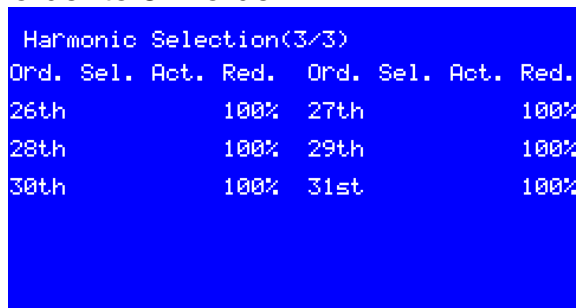 Harmonic Selection(3/3)
Ord. Sel. Act. Red. Ord. Sel. Act. Red.
26th 100% 27th 100%
28th 100% 29th 100%
30th 100% 31st 100%